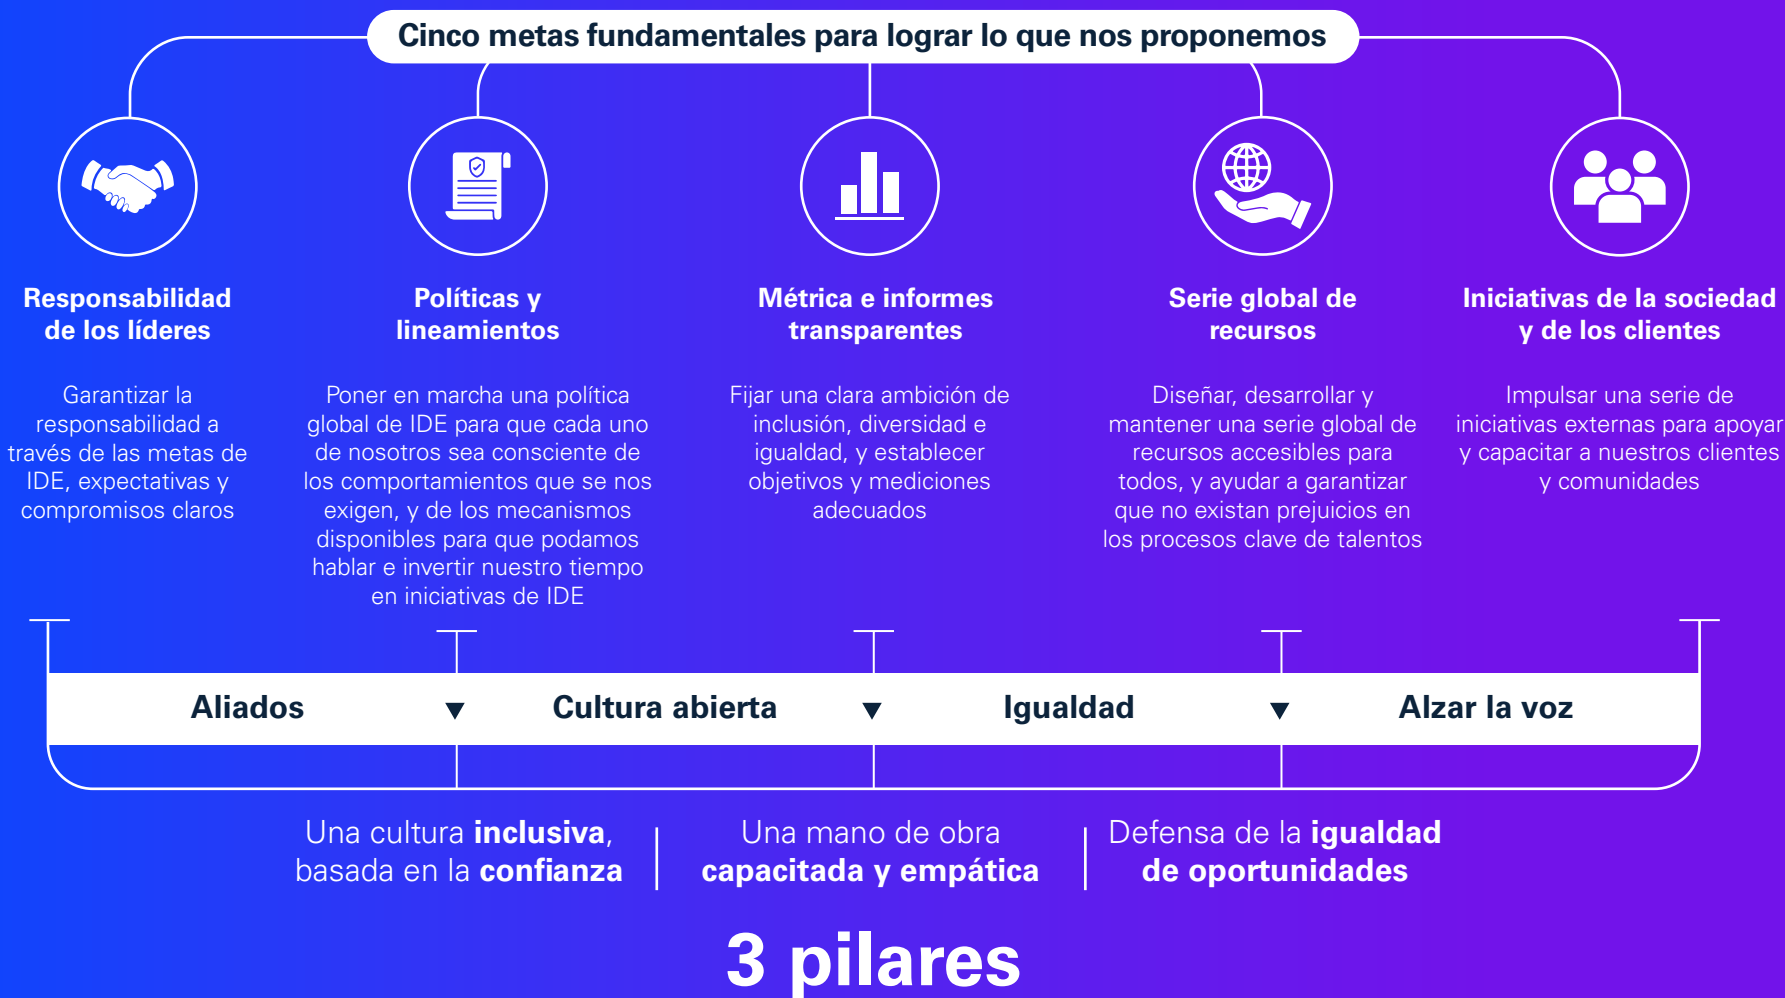 Cinco metas fundamentales para lograr lo que nos proponemos
Responsabilidad
de los líderes
Garantizar la
responsabilidad a
través de las metas de
IDE, expectativas y
compromisos claros
Políticas y
lineamientos
Poner en marcha una política
global de IDE para que cada uno
de nosotros sea consciente de
los comportamientos que se nos
exigen, y de los mecanismos
disponibles para que podamos
hablar e invertir nuestro tiempo
en iniciativas de IDE
Métrica e informes
transparentes
Fijar una clara ambición de
inclusión, diversidad e
igualdad, y establecer
objetivos y mediciones
adecuados
Serie global de
recursos
Diseñar, desarrollar y
mantener una serie global de
recursos accesibles para
todos, y ayudar a garantizar
que no existan prejuicios en
los procesos clave de talentos
Iniciativas de la sociedad
y de los clientes
Impulsar una serie de
iniciativas externas para apoyar
y capacitar a nuestros clientes
y comunidades
Aliados
Cultura abierta
Igualdad
Alzar la voz
Una cultura inclusiva,
basada en la confianza
Una mano de obra
capacitada y empática
Defensa de la igualdad
de oportunidades
3 pilares